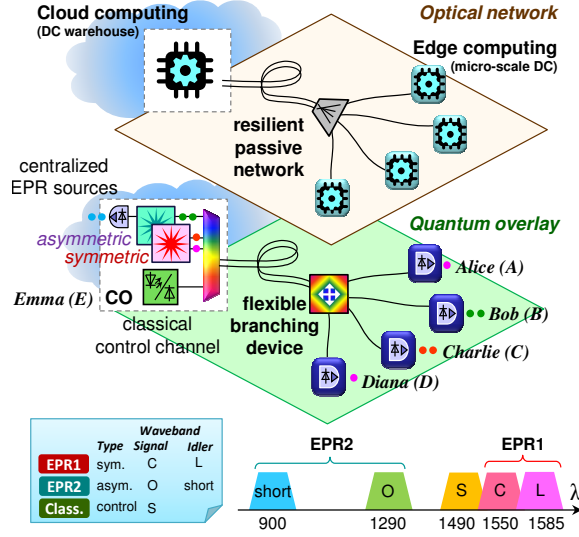 Cloud computing
(DC warehouse)
Optical network
Edge computing
(micro-scale DC)
resilient
passive
network
centralized
EPR sources
Quantum overlay
asymmetric
symmetric
Alice (A)
Emma (E)
CO
flexible
branching
device
Bob (B)
classical
control channel
Charlie (C)
Diana (D)
Waveband
Type Signal Idler
EPR1 sym. C L
EPR2 asym. O short
Class. control S
EPR2
EPR1
short O S C L λ
900 1290 1490 1550 1585